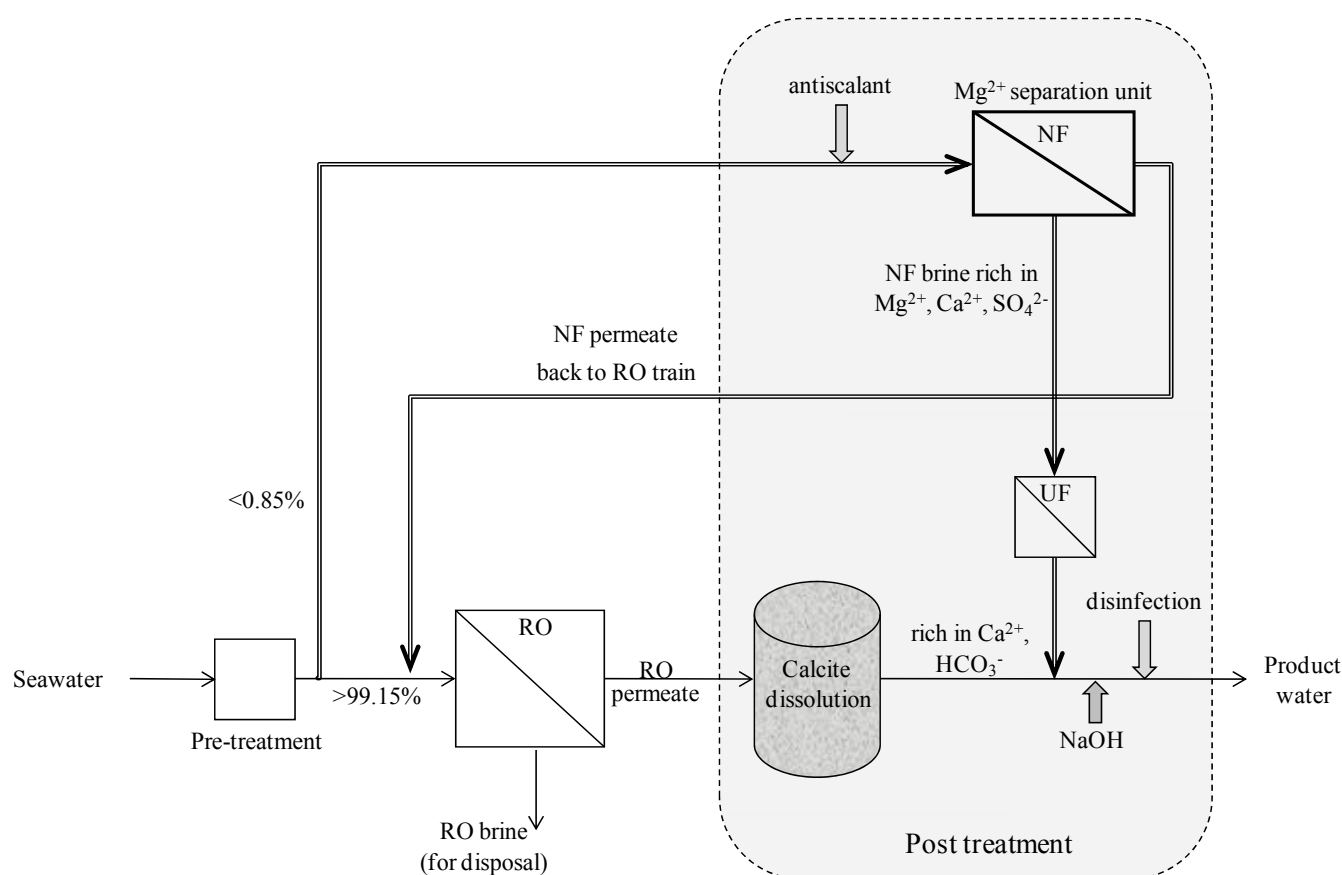 antiscalant
Mg²⁺ separation unit
NF
NF brine rich in
Mg²⁺, Ca²⁺, SO₄²⁻
NF permeate
back to RO train
<0.85%
UF
disinfection
RO
rich in Ca²⁺,
HCO₃⁻
Seawater
>99.15%
RO
permeate
Calcite
dissolution
Product
water
Pre-treatment
NaOH
RO brine
(for disposal)
Post treatment